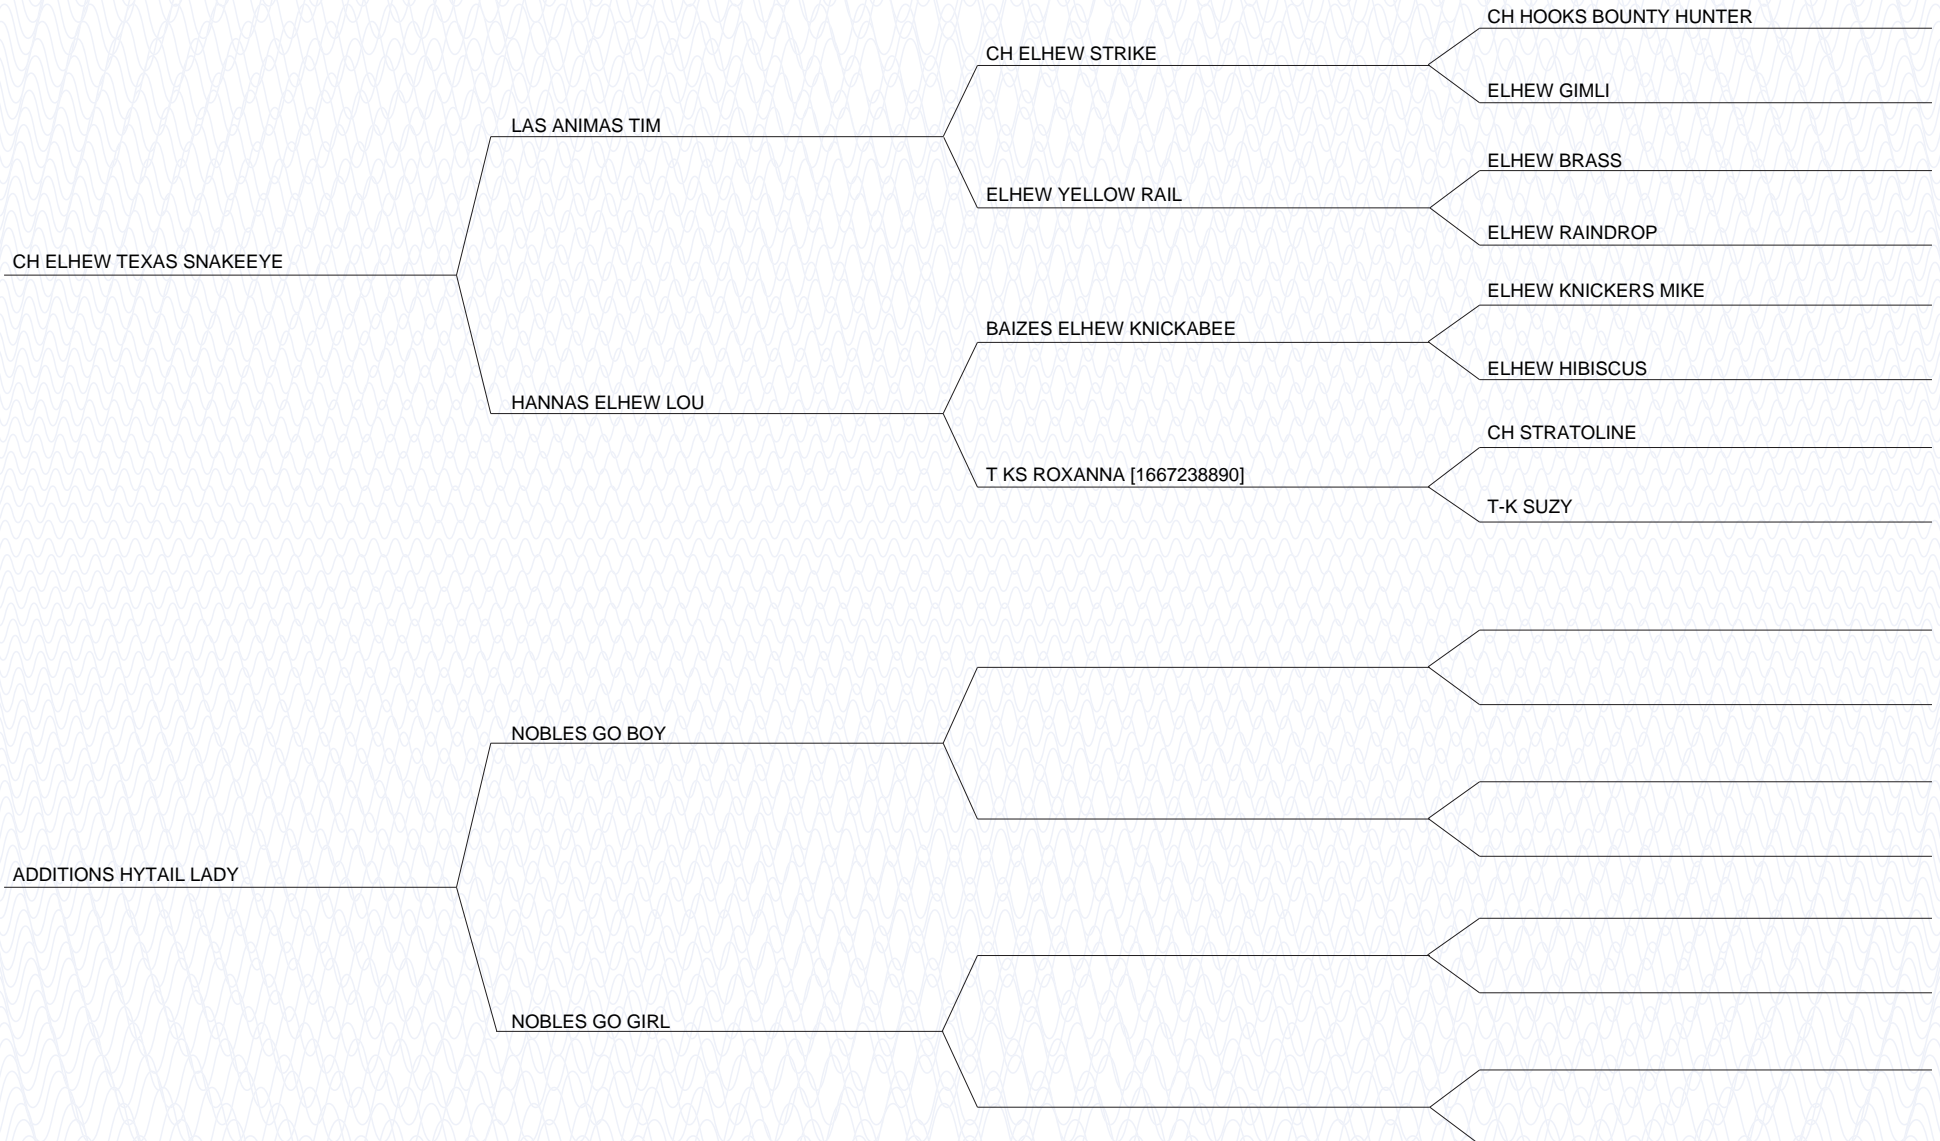 CH HOOKS BOUNTY HUNTER
CH ELHEW STRIKE
ELHEW GIMLI
LAS ANIMAS TIM
ELHEW BRASS
ELHEW YELLOW RAIL
ELHEW RAINDROP
CH ELHEW TEXAS SNAKEEYE
ELHEW KNICKERS MIKE
BAIZES ELHEW KNICKABEE
ELHEW HIBISCUS
HANNAS ELHEW LOU
CH STRATOLINE
T KS ROXANNA [1667238890]
T-K SUZY
NOBLES GO BOY
ADDITIONS HYTAIL LADY
NOBLES GO GIRL